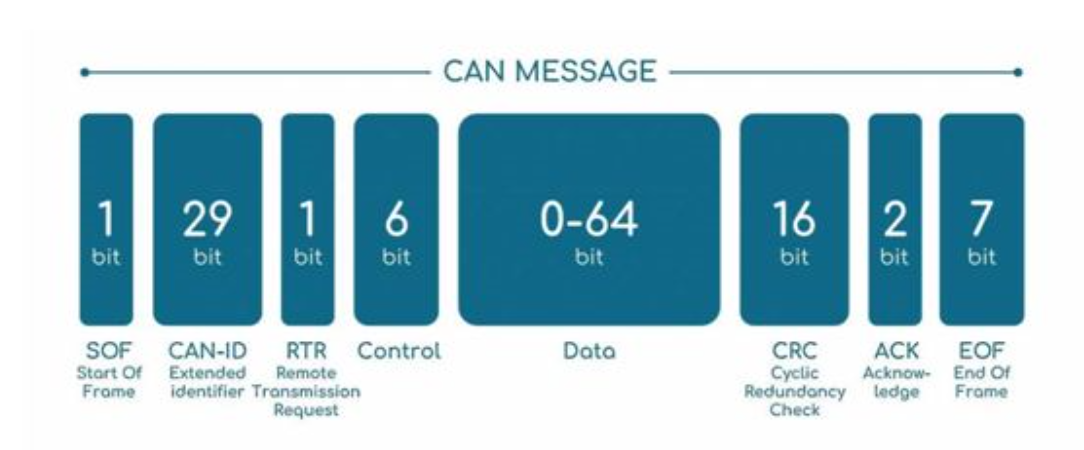 CAN MESSAGE
1
bit
29
bit
1
bit
6
bit
0-64
bit
16
bit
2
bit
7
bit
SOF
Start Of
Frame
CAN-ID
Extended
identifier
RTR
Remote
Transmission
Request
Control
Data
CRC
Cyclic
Redundancy
Check
ACK
Acknow-
ledge
EOF
End Of
Frame